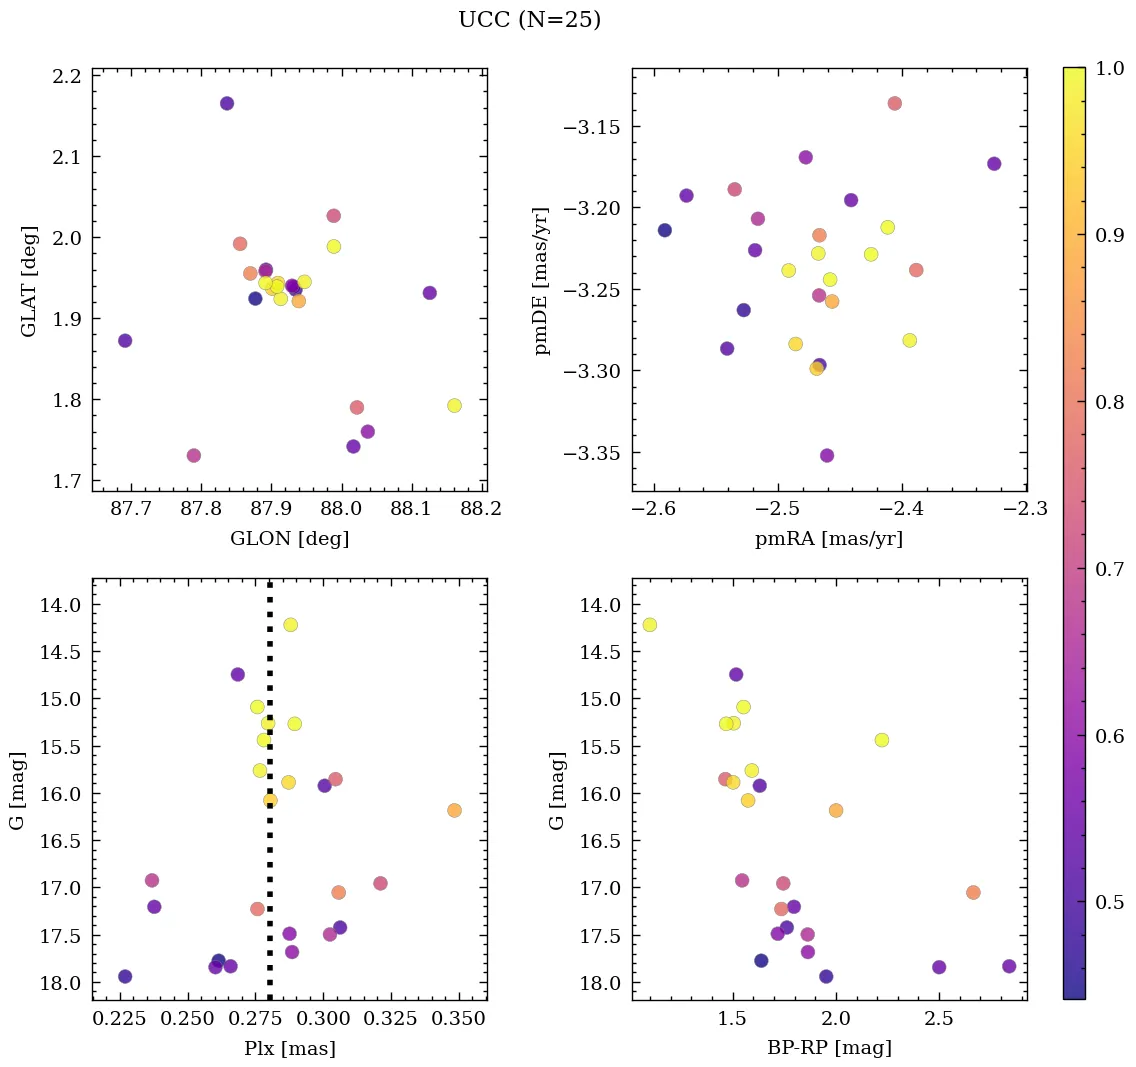 UCC (N=25)
2.2
2.1
2.0
1.9
1.8
1.7
GLAT [deg]
87.7 87.8 87.9 88.0 88.1 88.2
GLON [deg]
−3.15
−3.20
−3.25
−3.30
−3.35
pmDE [mas/yr]
−2.6 −2.5 −2.4 −2.3
pmRA [mas/yr]
14.0
14.5
15.0
15.5
16.0
16.5
17.0
17.5
18.0
G [mag]
0.225 0.250 0.275 0.300 0.325 0.350
Plx [mas]
14.0
14.5
15.0
15.5
16.0
16.5
17.0
17.5
18.0
G [mag]
1.5 2.0 2.5
BP-RP [mag]
1.0
0.9
0.8
0.7
0.6
0.5